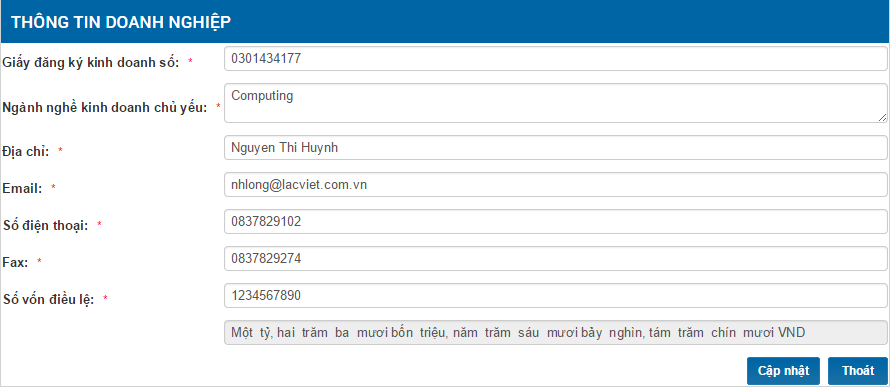 THÔNG TIN DOANH NGHIỆP
Giấy đăng ký kinh doanh số: * 0301434177
Ngành nghề kinh doanh chủ yếu: * Computing
Địa chỉ: * Nguyen Thi Huynh
Email: * nhlong@lacviet.com.vn
Số điện thoại: * 0837829102
Fax: * 0837829274
Số vốn điều lệ: * 1234567890
Một tỷ, hai trăm ba mươi bốn triệu, năm trăm sáu mươi bảy nghìn, tám trăm chín mươi VND
Cập nhật Thoát